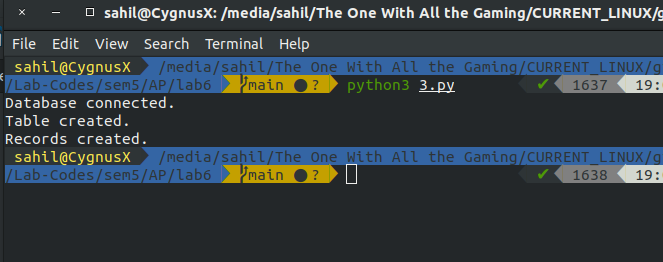 sahil@CygnusX: /media/sahil/The One With All the Gaming/CURRENT_LINUX/g
File Edit View Search Terminal Help
sahil@CygnusX /media/sahil/The One With All the Gaming/CURRENT_LINUX/g
/Lab-Codes/sem5/AP/lab6 main ● ? python3 3.py ✔ 1637 19:
Database connected.
Table created.
Records created.
sahil@CygnusX /media/sahil/The One With All the Gaming/CURRENT_LINUX/g
/Lab-Codes/sem5/AP/lab6 main ● ? ✔ 1638 19: